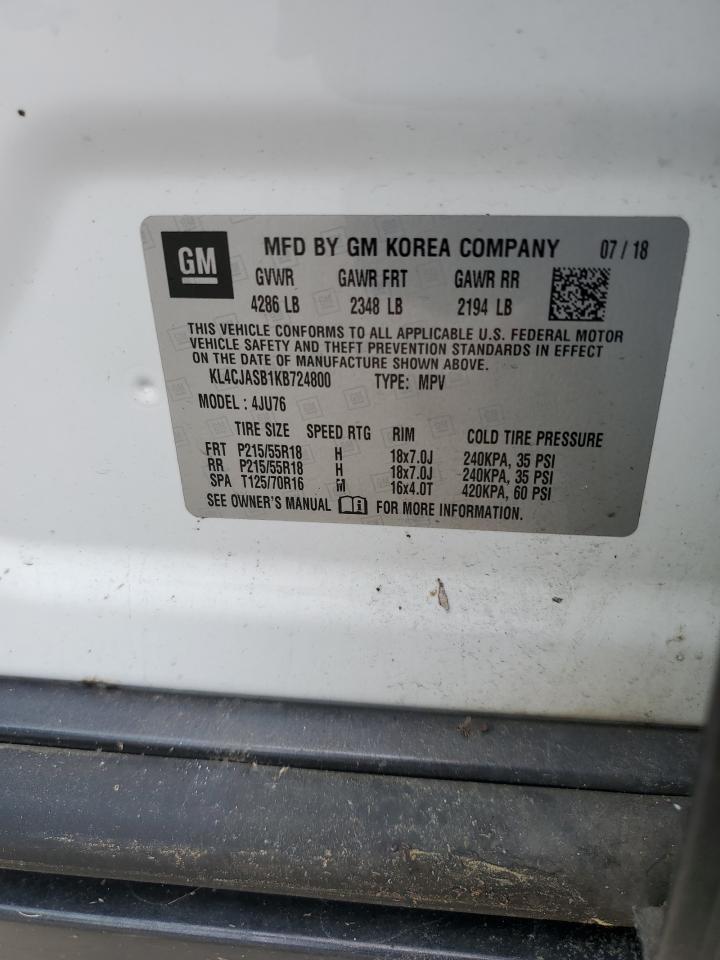 GM MFD BY GM KOREA COMPANY 07 / 18
GVWR GAWR FRT GAWR RR
4286 LB 2348 LB 2194 LB
THIS VEHICLE CONFORMS TO ALL APPLICABLE U.S. FEDERAL MOTOR
VEHICLE SAFETY AND THEFT PREVENTION STANDARDS IN EFFECT
ON THE DATE OF MANUFACTURE SHOWN ABOVE.
KL4CJASB1KB724800 TYPE: MPV
MODEL : 4JU76
TIRE SIZE SPEED RTG RIM COLD TIRE PRESSURE
FRT P215/55R18 H 18x7.0J 240KPA, 35 PSI
RR P215/55R18 H 18x7.0J 240KPA, 35 PSI
SPA T125/70R16 M 16x4.0T 420KPA, 60 PSI
SEE OWNER'S MANUAL i FOR MORE INFORMATION.